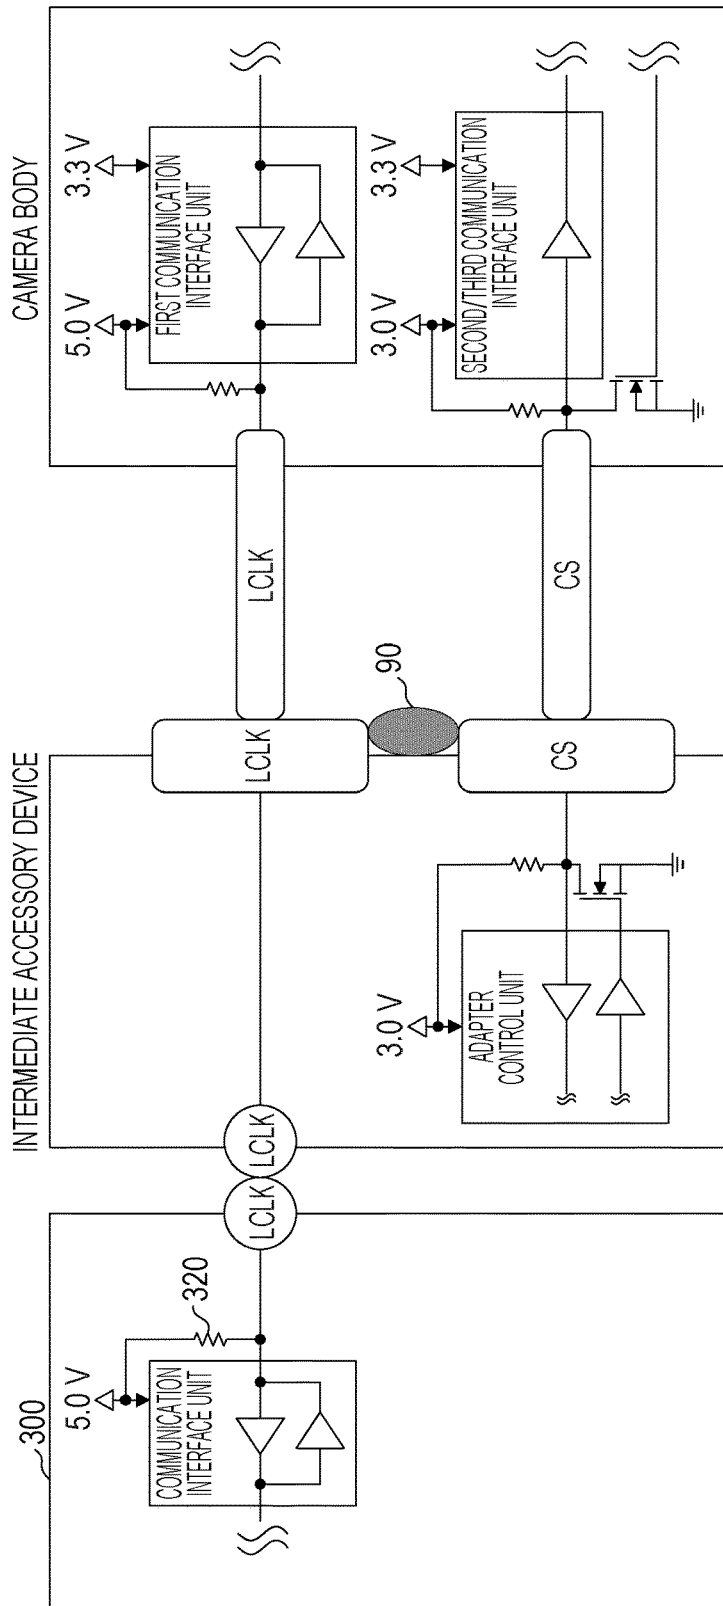 300
5.0 V
COMMUNICATION
INTERFACE UNIT
320
LCLK
INTERMEDIATE ACCESSORY DEVICE
LCLK
3.0 V
ADAPTER
CONTROL UNIT
LCLK
CS
90
LCLK
CS
CAMERA BODY
5.0 V
3.3 V
FIRST COMMUNICATION
INTERFACE UNIT
3.0 V
3.3 V
SECOND/THIRD COMMUNICATION
INTERFACE UNIT